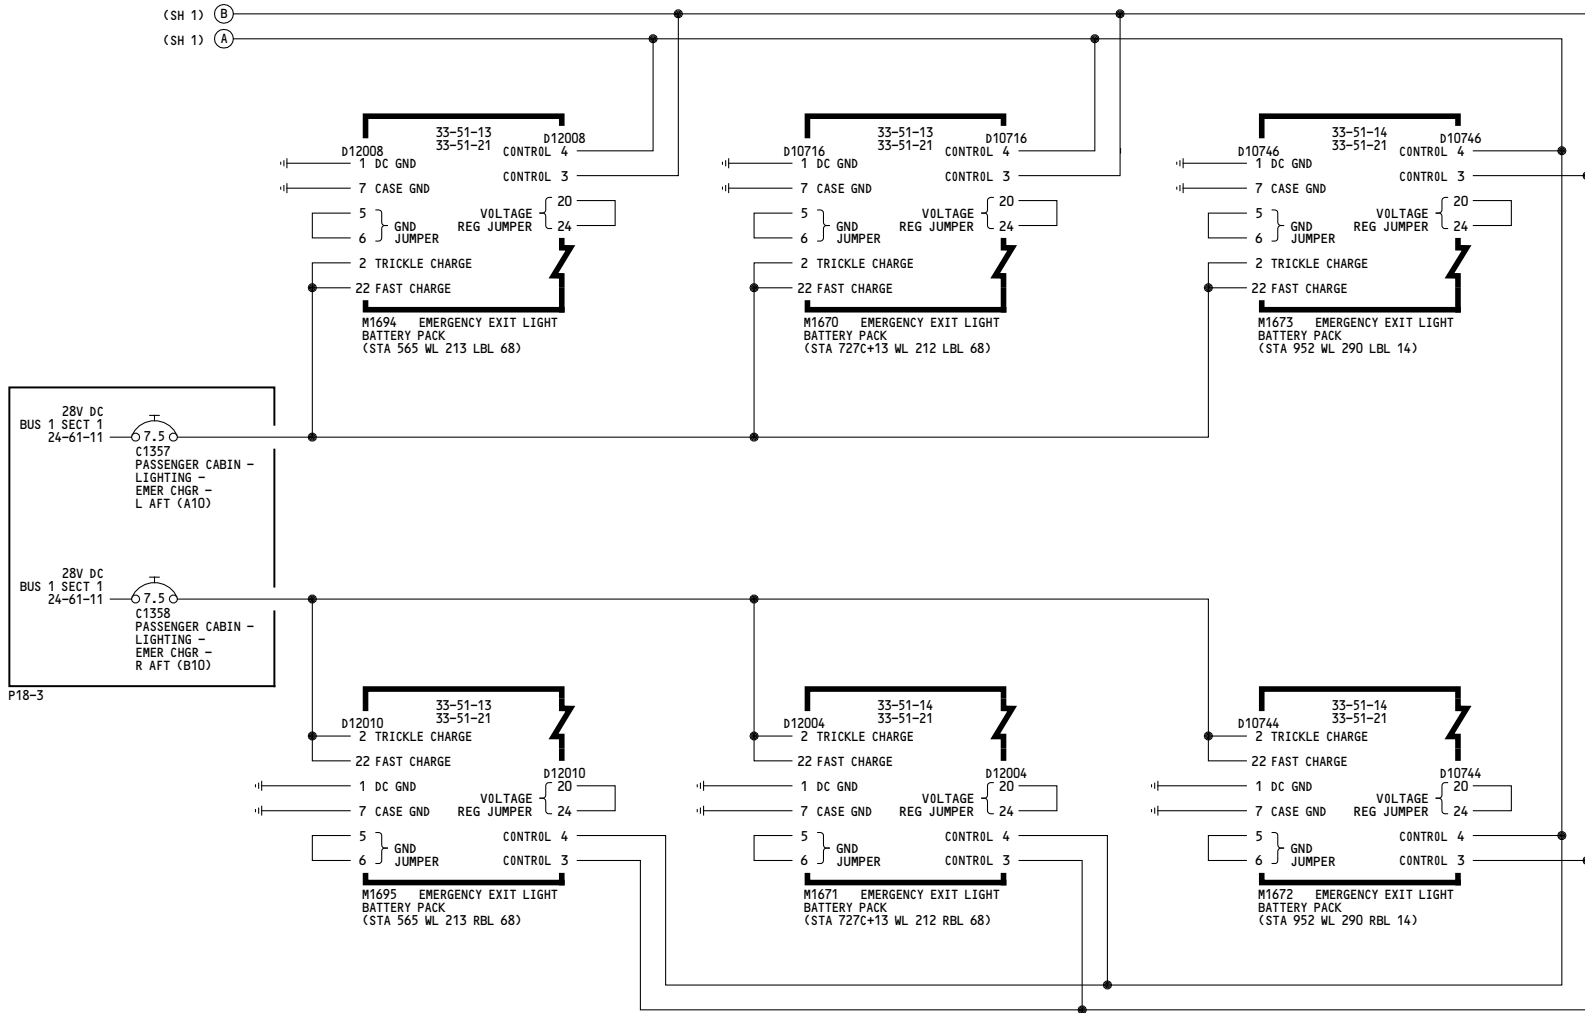 (SH 1) B
(SH 1) A
33-51-13
33-51-21
D12008
D12008
CONTROL 4
1 DC GND
CONTROL 3
7 CASE GND
20
5
VOLTAGE
GND
REG JUMPER
24
6
JUMPER
2 TRICKLE CHARGE
22 FAST CHARGE
M1694 EMERGENCY EXIT LIGHT
BATTERY PACK
(STA 565 WL 213 LBL 68)
33-51-13
33-51-21
D10716
D10716
CONTROL 4
1 DC GND
CONTROL 3
7 CASE GND
20
5
VOLTAGE
GND
REG JUMPER
24
6
JUMPER
2 TRICKLE CHARGE
22 FAST CHARGE
M1670 EMERGENCY EXIT LIGHT
BATTERY PACK
(STA 727C+13 WL 212 LBL 68)
33-51-14
33-51-21
D10746
D10746
CONTROL 4
1 DC GND
CONTROL 3
7 CASE GND
20
5
VOLTAGE
GND
REG JUMPER
24
6
JUMPER
2 TRICKLE CHARGE
22 FAST CHARGE
M1673 EMERGENCY EXIT LIGHT
BATTERY PACK
(STA 952 WL 290 LBL 14)
28V DC
BUS 1 SECT 1
24-61-11
7.5
C1357
PASSENGER CABIN -
LIGHTING -
EMER CHGR -
L AFT (A10)
28V DC
BUS 1 SECT 1
24-61-11
7.5
C1358
PASSENGER CABIN -
LIGHTING -
EMER CHGR -
R AFT (B10)
P18-3
33-51-13
33-51-21
D12010
2 TRICKLE CHARGE
22 FAST CHARGE
D12010
1 DC GND
20
VOLTAGE
7 CASE GND
REG JUMPER
24
5
CONTROL 4
GND
6
JUMPER
CONTROL 3
M1695 EMERGENCY EXIT LIGHT
BATTERY PACK
(STA 565 WL 213 RBL 68)
33-51-14
33-51-21
D12004
2 TRICKLE CHARGE
22 FAST CHARGE
D12004
1 DC GND
20
VOLTAGE
7 CASE GND
REG JUMPER
24
5
CONTROL 4
GND
6
JUMPER
CONTROL 3
M1671 EMERGENCY EXIT LIGHT
BATTERY PACK
(STA 727C+13 WL 212 RBL 68)
33-51-14
33-51-21
D10744
2 TRICKLE CHARGE
22 FAST CHARGE
D10744
1 DC GND
20
VOLTAGE
7 CASE GND
REG JUMPER
24
5
CONTROL 4
GND
6
JUMPER
CONTROL 3
M1672 EMERGENCY EXIT LIGHT
BATTERY PACK
(STA 952 WL 290 RBL 14)